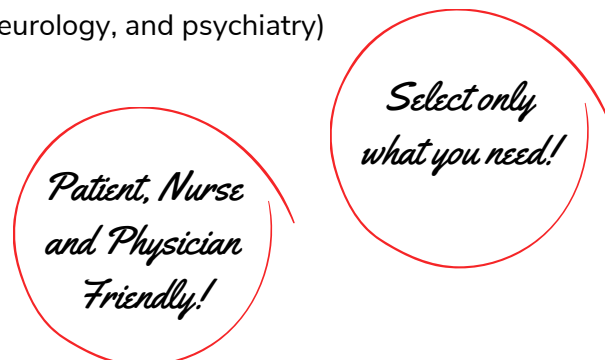 eurology, and psychiatry)
Select only
what you need!
Patient, Nurse
and Physician
Friendly!